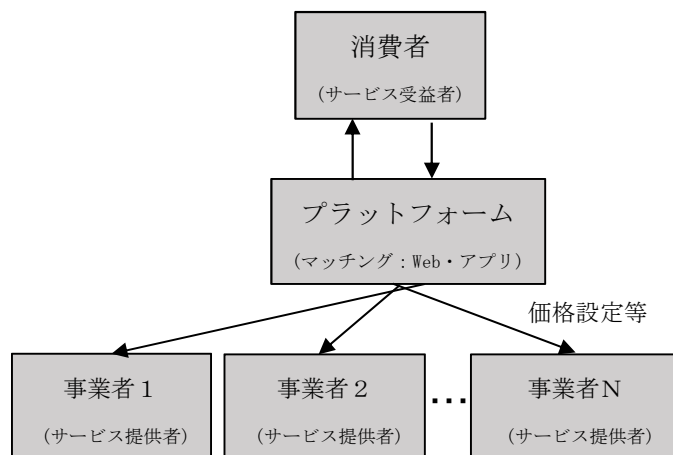 消費者
(サービス受益者)
プラットフォーム
(マッチング：Web・アプリ)
価格設定等
事業者１
(サービス提供者)
事業者２
(サービス提供者)
…
事業者Ｎ
(サービス提供者)